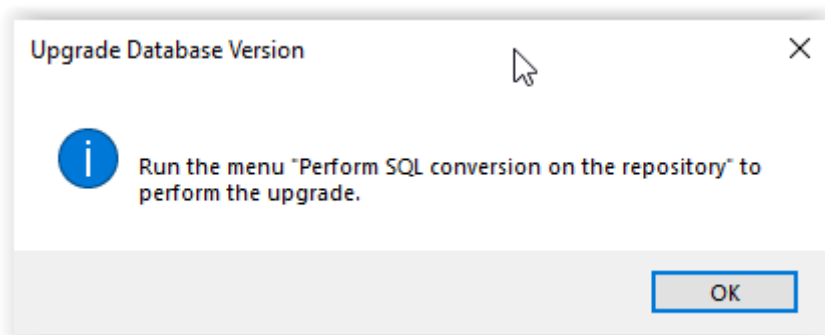 Upgrade Database Version
Run the menu "Perform SQL conversion on the repository" to
perform the upgrade.
OK